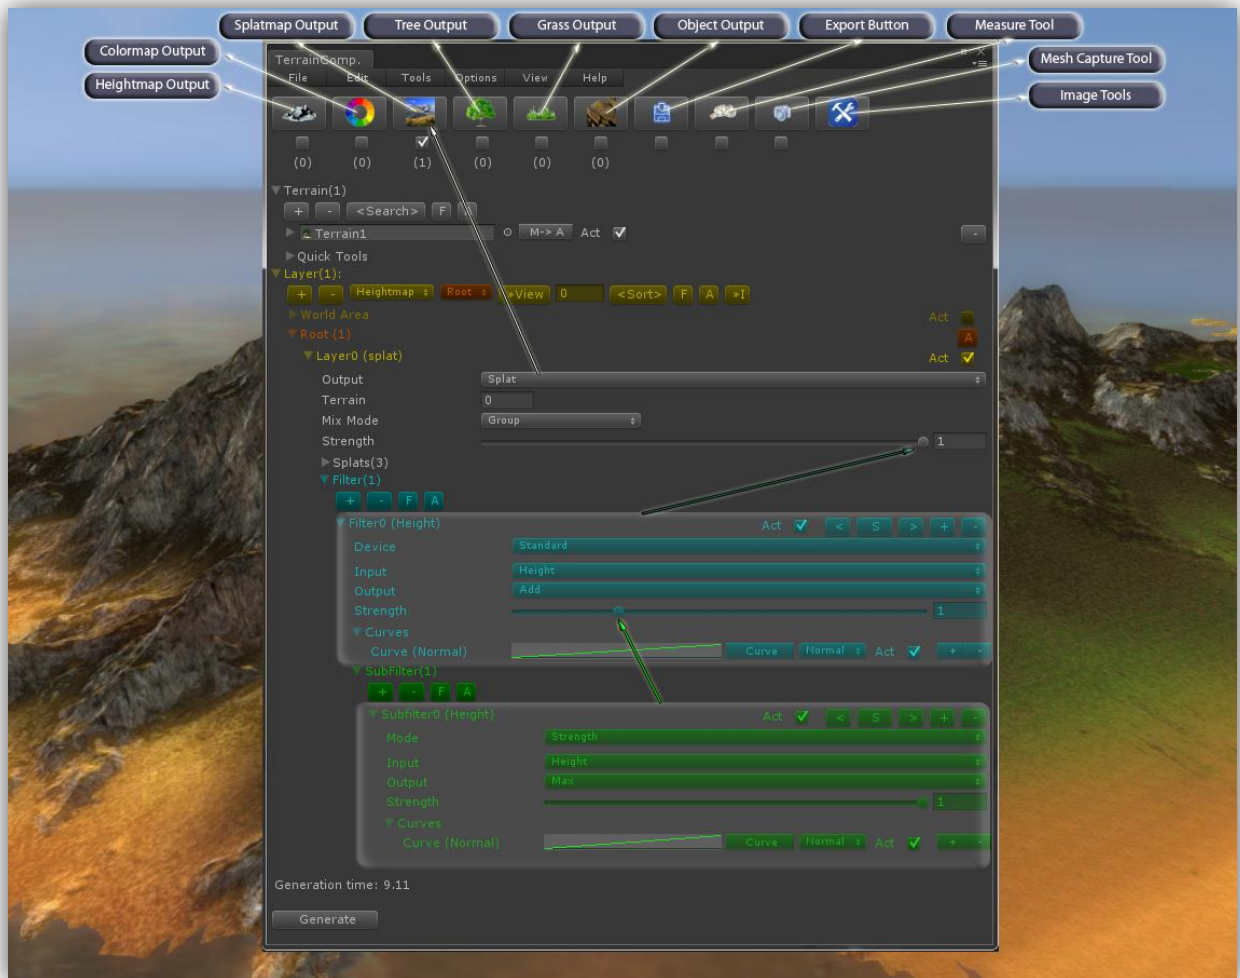 Splatmap Output
Tree Output
Grass Output
Object Output
Export Button
Measure Tool
Colormap Output
Mesh Capture Tool
Heightmap Output
Image Tools
TerrainComp.
File Edit Tools Options View Help
(0) (0) (1) (0) (0) (0)
Terrain(1)
+ - <Search> F A
Terrain1 M-> A Act -
Quick Tools
Layer(1):
+ - Heightmap Root »View 0 <Sort> F A »I
World Area Act
Root (1) A
Layer0 (splat) Act
Output Splat
Terrain 0
Mix Mode Group
Strength 1
Splats(3)
Filter(1)
+ - F A
Filter0 (Height) Act < S > + -
Device Standard
Input Height
Output Add
Strength 1
Curves
Curve (Normal) Curve Normal Act + -
SubFilter(1)
+ - F A
Subfilter0 (Height) Act < S > + -
Mode Strength
Input Height
Output Max
Strength 1
Curves
Curve (Normal) Curve Normal Act + -
Generation time: 9.11
Generate